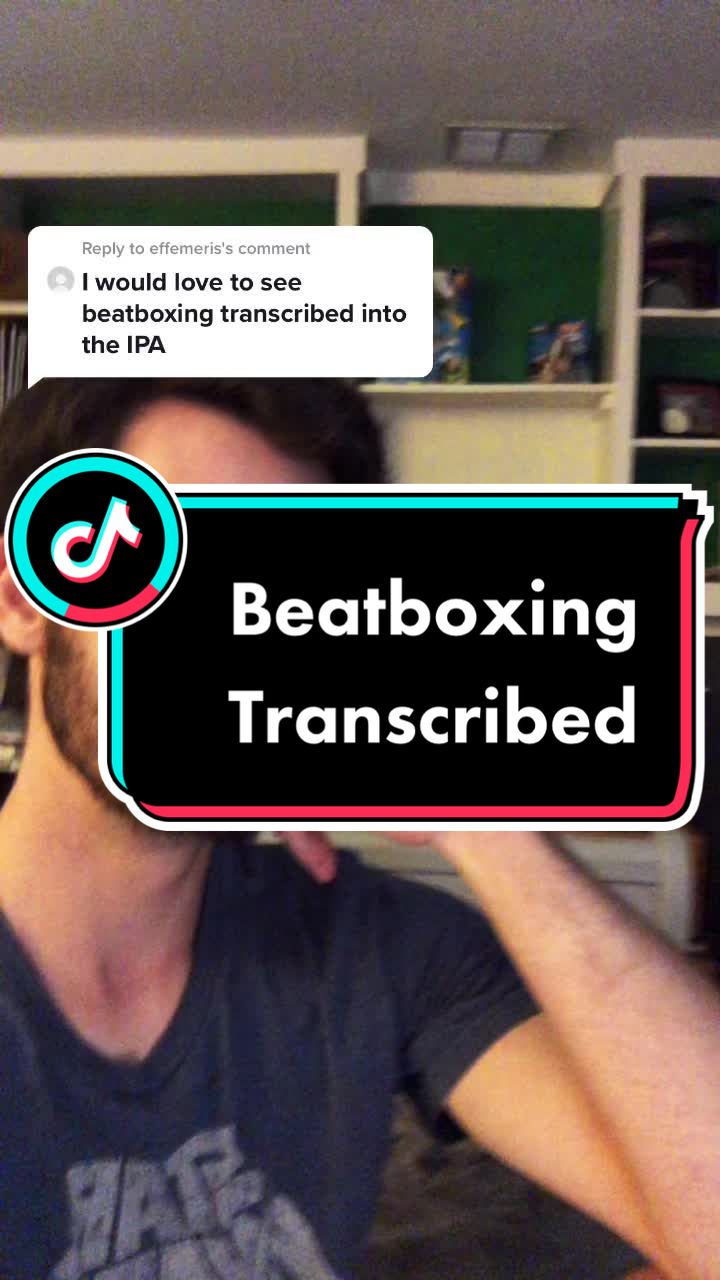 Reply to effemeris's comment
I would love to see
beatboxing transcribed into
the IPA
Beatboxing
Transcribed